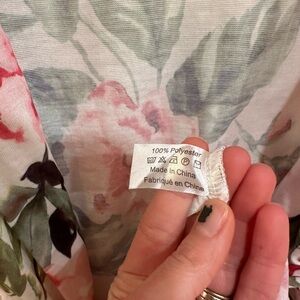 100% Polyester
Made in China
Fabriqué en Chine